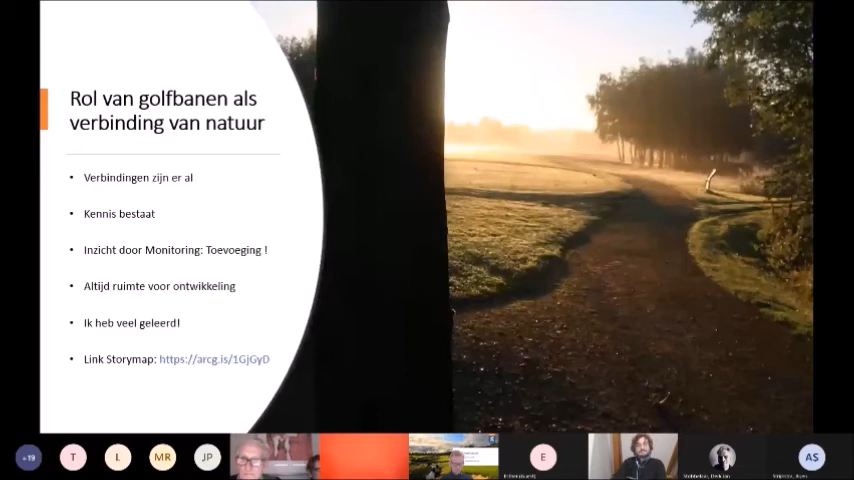 Rol van golfbanen als
verbinding van natuur
• Verbindingen zijn er al
• Kennis bestaat
• Inzicht door Monitoring: Toevoeging !
• Altijd ruimte voor ontwikkeling
• Ik heb veel geleerd!
• Link Storymap: https://arcg.is/1GjGyD
+19
T
L
MR
JP
E
AS